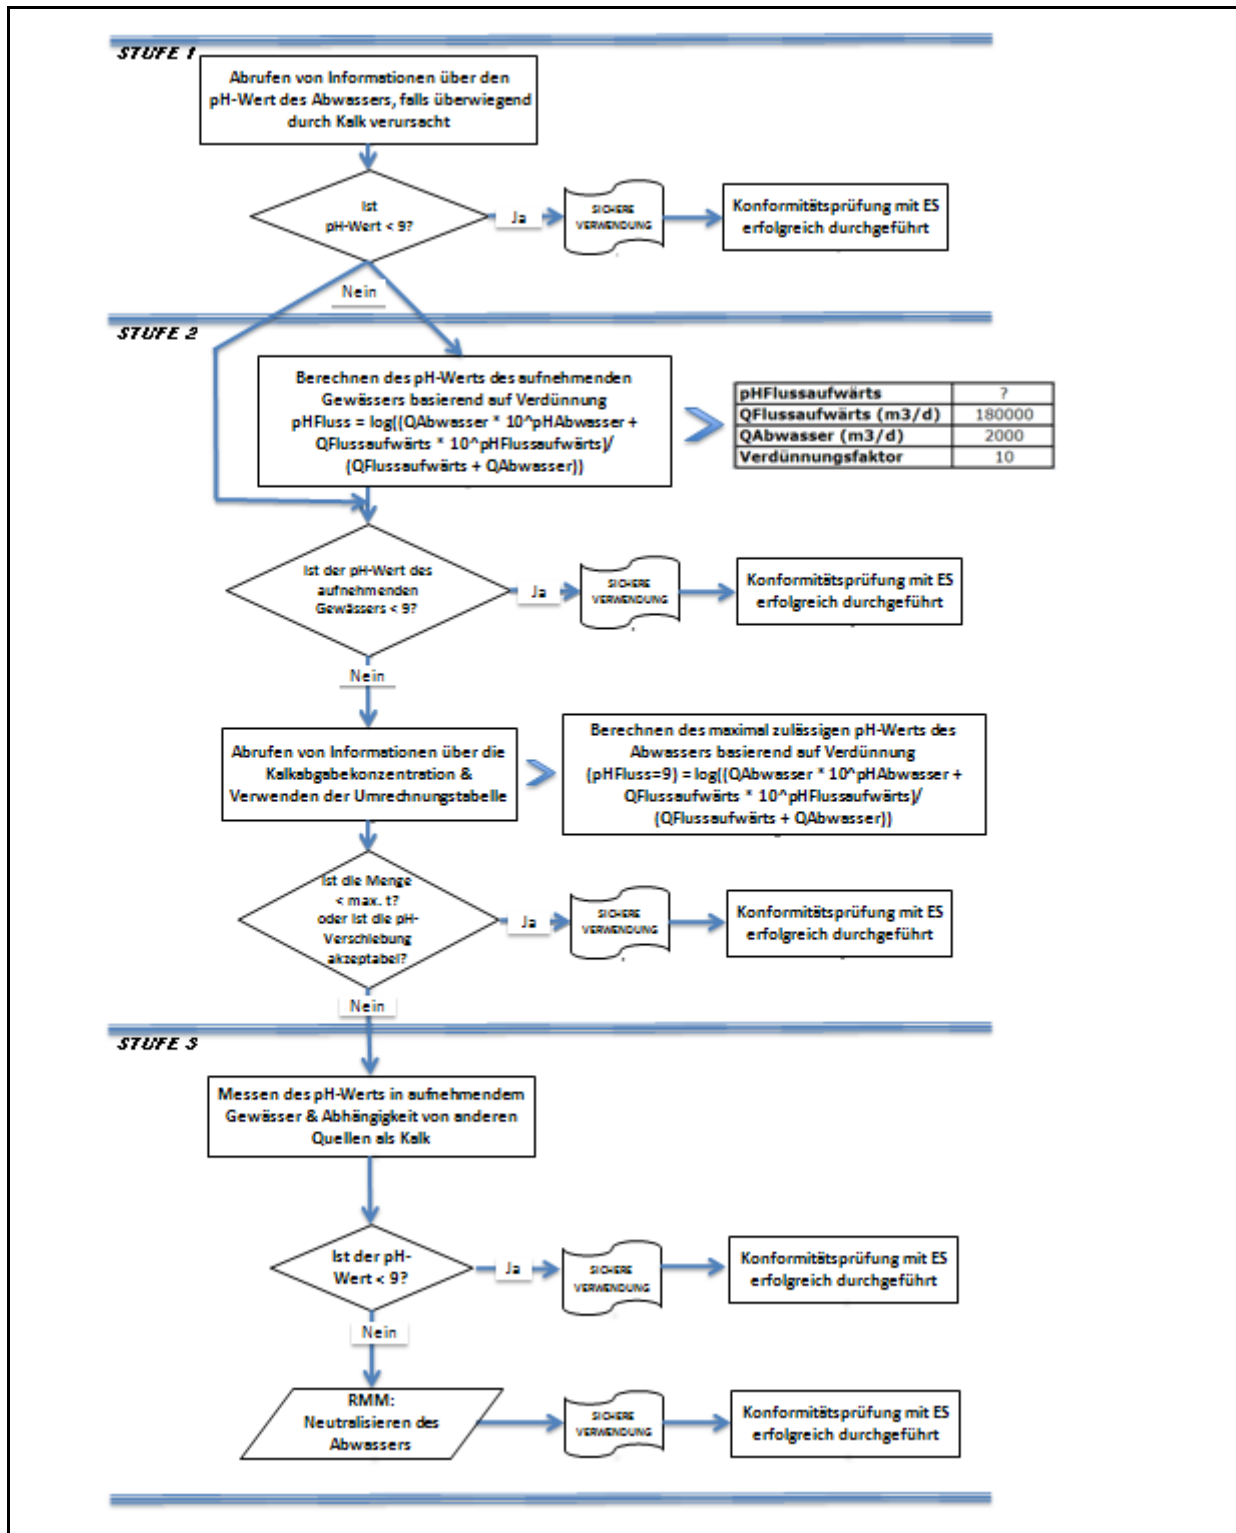 STUFE 1
Abrufen von Informationen über den
pH-Wert des Abwassers, falls überwiegend
durch Kalk verursacht
Ist
pH-Wert < 9?
Ja
SICHERE
VERWENDUNG
Konformitätsprüfung mit ES
erfolgreich durchgeführt
Nein
STUFE 2
Berechnen des pH-Werts des aufnehmenden
Gewässers basierend auf Verdünnung
pHFluss = log((QAbwasser * 10^pHAbwasser +
QFlussaufwärts * 10^pHFlussaufwärts)/
(QFlussaufwärts + QAbwasser))
pHFlussaufwärts ?
QFlussaufwärts (m3/d) 180000
QAbwasser (m3/d) 2000
Verdünnungsfaktor 10
Ist der pH-Wert des
aufnehmenden
Gewässers < 9?
Ja
SICHERE
VERWENDUNG
Konformitätsprüfung mit ES
erfolgreich durchgeführt
Nein
Abrufen von Informationen über die
Kalkabgabekonzentration &
Verwenden der Umrechnungstabelle
Berechnen des maximal zulässigen pH-Werts des
Abwassers basierend auf Verdünnung
(pHFluss=9) = log((QAbwasser * 10^pHAbwasser +
QFlussaufwärts * 10^pHFlussaufwärts)/
(QFlussaufwärts + QAbwasser))
Ist die Menge
< max. t?
oder ist die pH-
Verschiebung
akzeptabel?
Ja
SICHERE
VERWENDUNG
Konformitätsprüfung mit ES
erfolgreich durchgeführt
Nein
STUFE 3
Messen des pH-Werts in aufnehmendem
Gewässer & Abhängigkeit von anderen
Quellen als Kalk
Ist der pH-
Wert < 9?
Ja
SICHERE
VERWENDUNG
Konformitätsprüfung mit ES
erfolgreich durchgeführt
Nein
RMM:
Neutralisieren des
Abwassers
SICHERE
VERWENDUNG
Konformitätsprüfung mit ES
erfolgreich durchgeführt